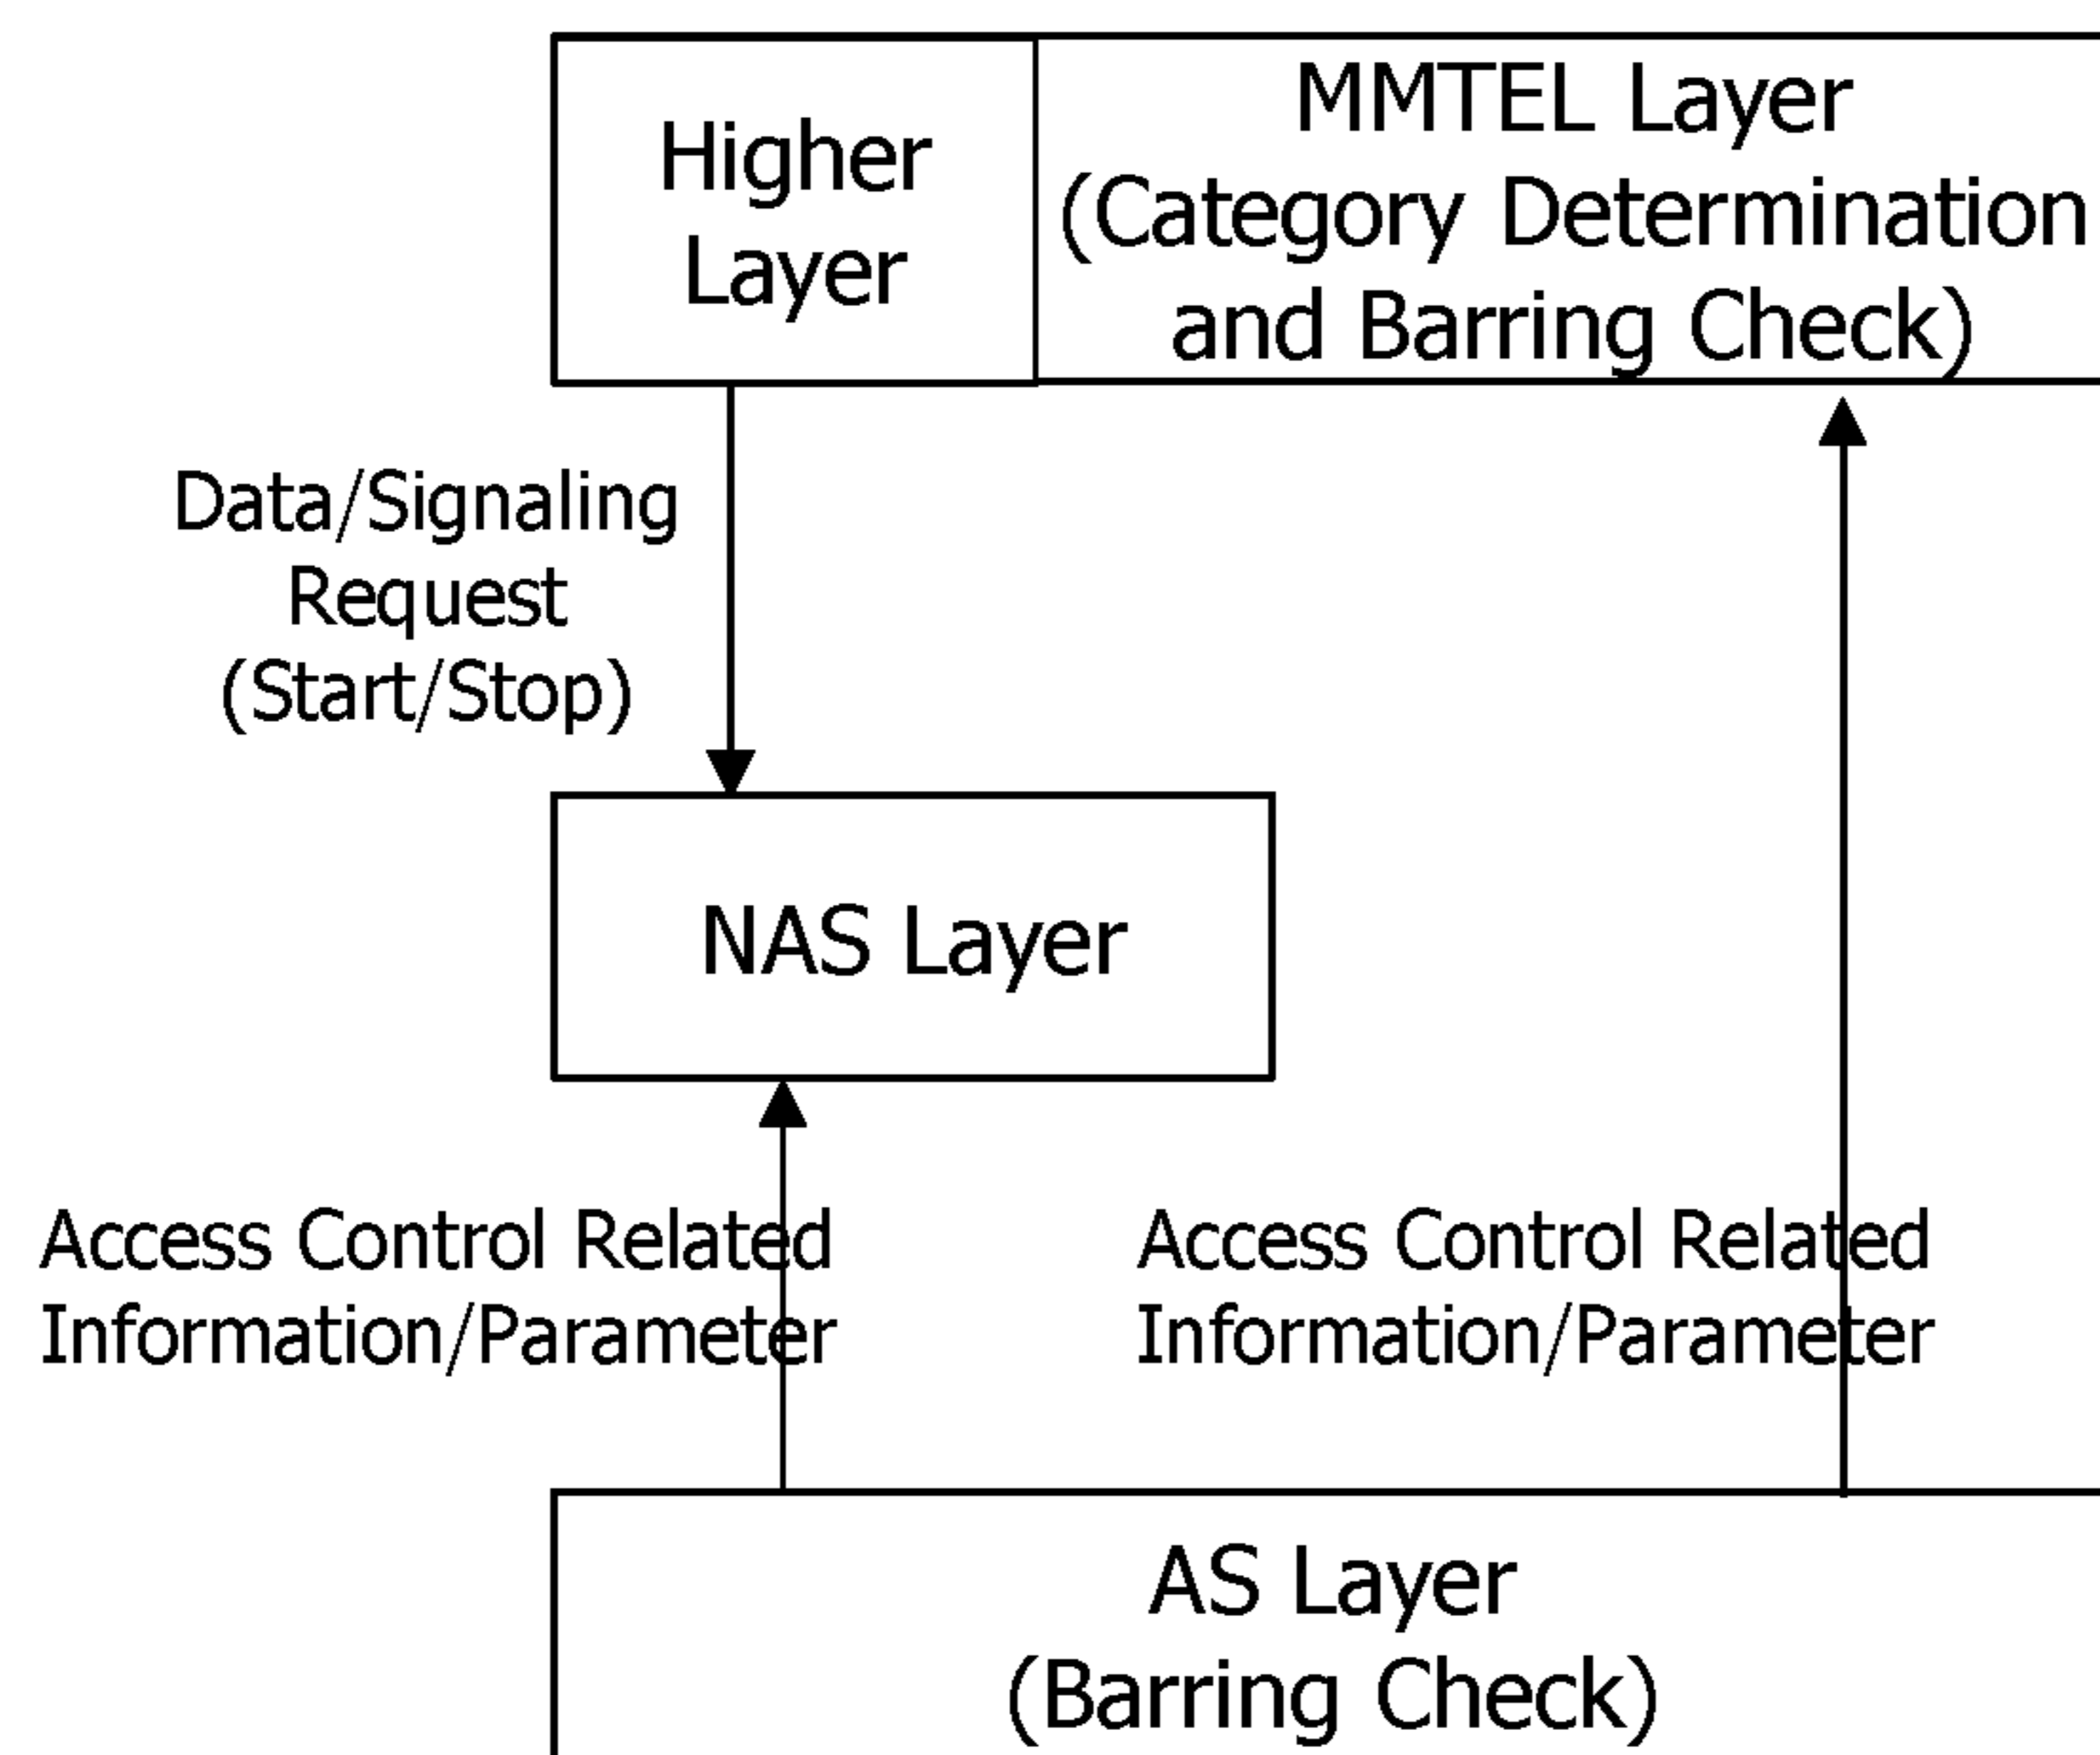 Higher
Layer
MMTEL Layer
(Category Determination
and Barring Check)
Data/Signaling
Request
(Start/Stop)
NAS Layer
Access Control Related
Information/Parameter
Access Control Related
Information/Parameter
AS Layer
(Barring Check)